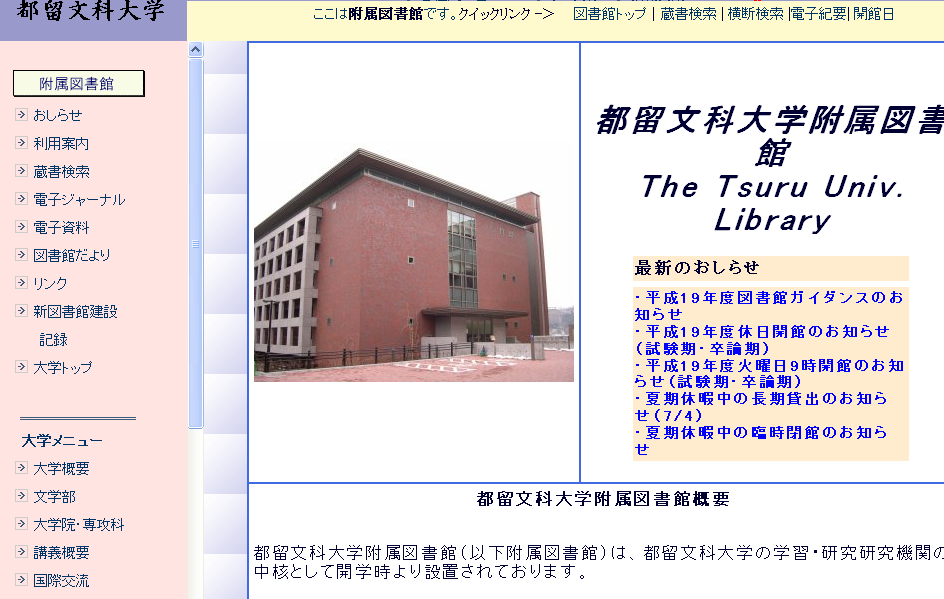 都留文科大学
ここは附属図書館です。クイックリンク -> 図書館トップ | 蔵書検索 | 横断検索 |電子紀要| 開館日
附属図書館
おしらせ
利用案内
蔵書検索
電子ジャーナル
電子資料
図書館だより
リンク
新図書館建設
記録
大学トップ
大学メニュー
大学概要
文学部
大学院・専攻科
講義概要
国際交流
都留文科大学附属図書
館
The Tsuru Univ.
Library
最新のおしらせ
・平成19年度図書館ガイダンスのお
知らせ
・平成19年度休日開館のお知らせ
（試験期・卒論期）
・平成19年度火曜日9時開館のお知
らせ（試験期・卒論期）
・夏期休暇中の長期貸出のお知ら
せ（7/4）
・夏期休暇中の臨時閉館のお知ら
せ
都留文科大学附属図書館概要
都留文科大学附属図書館（以下附属図書館）は、都留文科大学の学習・研究研究機関の
中核として開学時より設置されております。